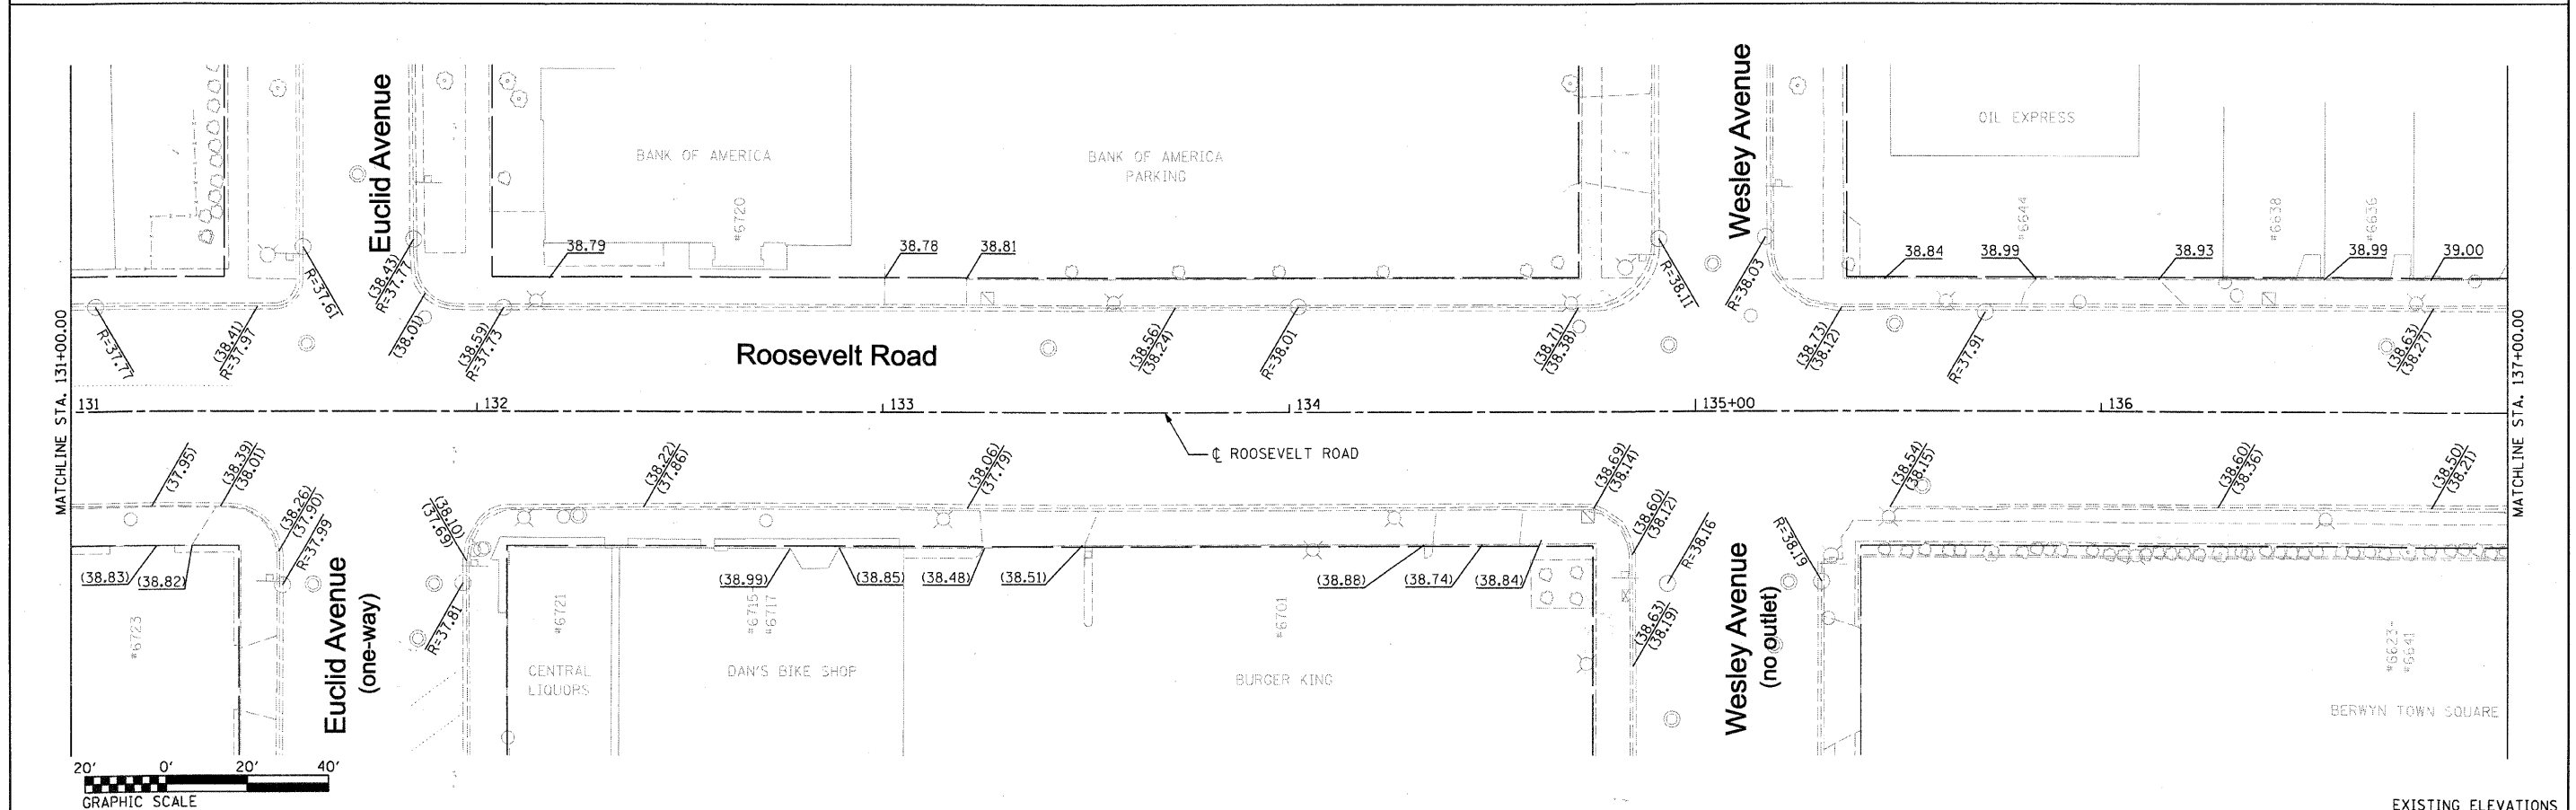 Euclid Avenue
Wesley Avenue
BANK OF AMERICA
#6720
BANK OF AMERICA
PARKING
OIL EXPRESS
#6644
#6638
#6636
38.79
38.78
38.81
38.84
38.99
38.93
38.99
39.00
R=37.77
(38.41)
R=37.97
R=37.61
(38.43)
R=37.77
(38.01)
(38.59)
R=37.73
(38.56)
(38.24)
R=38.01
(38.71)
(38.38)
R=38.11
R=38.03
(38.73)
(38.12)
R=37.91
(38.63)
(38.27)
Roosevelt Road
MATCHLINE STA. 131+00.00
MATCHLINE STA. 137+00.00
131
132
133
134
135+00
136
℄ ROOSEVELT ROAD
(37.95)
(38.39)
(38.01)
(38.26)
(37.90)
R=37.99
(38.10)
(37.69)
R=37.81
(38.22)
(37.86)
(38.06)
(37.79)
(38.69)
(38.14)
(38.60)
(38.12)
R=38.16
(38.63)
(38.19)
R=38.19
(38.54)
(38.15)
(38.60)
(38.36)
(38.50)
(38.21)
(38.83)
(38.82)
(38.99)
(38.85)
(38.48)
(38.51)
(38.88)
(38.74)
(38.84)
#6723
Euclid Avenue
(one-way)
#6721
CENTRAL
LIQUORS
#6715-
#6717
DAN'S BIKE SHOP
#6701
BURGER KING
Wesley Avenue
(no outlet)
#6623-
#6641
BERWYN TOWN SQUARE
20' 0' 20' 40'
GRAPHIC SCALE
EXISTING ELEVATIONS